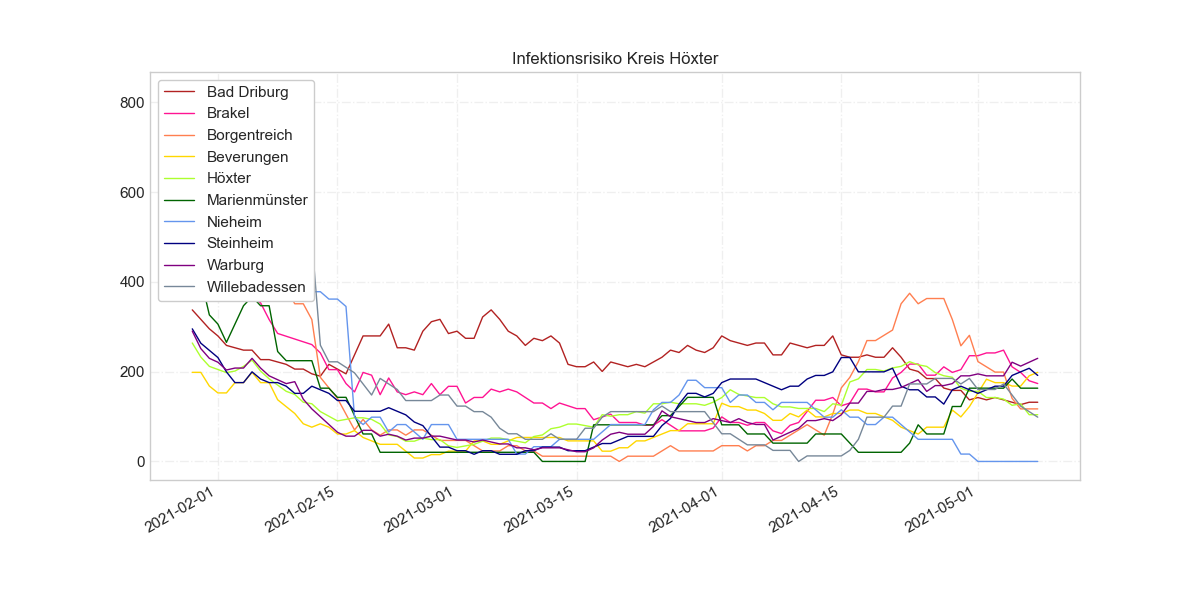 Infektionsrisiko Kreis Höxter
800
600
400
200
0
Bad Driburg
Brakel
Borgentreich
Beverungen
Höxter
Marienmünster
Nieheim
Steinheim
Warburg
Willebadessen
2021-02-01
2021-02-15
2021-03-01
2021-03-15
2021-04-01
2021-04-15
2021-05-01